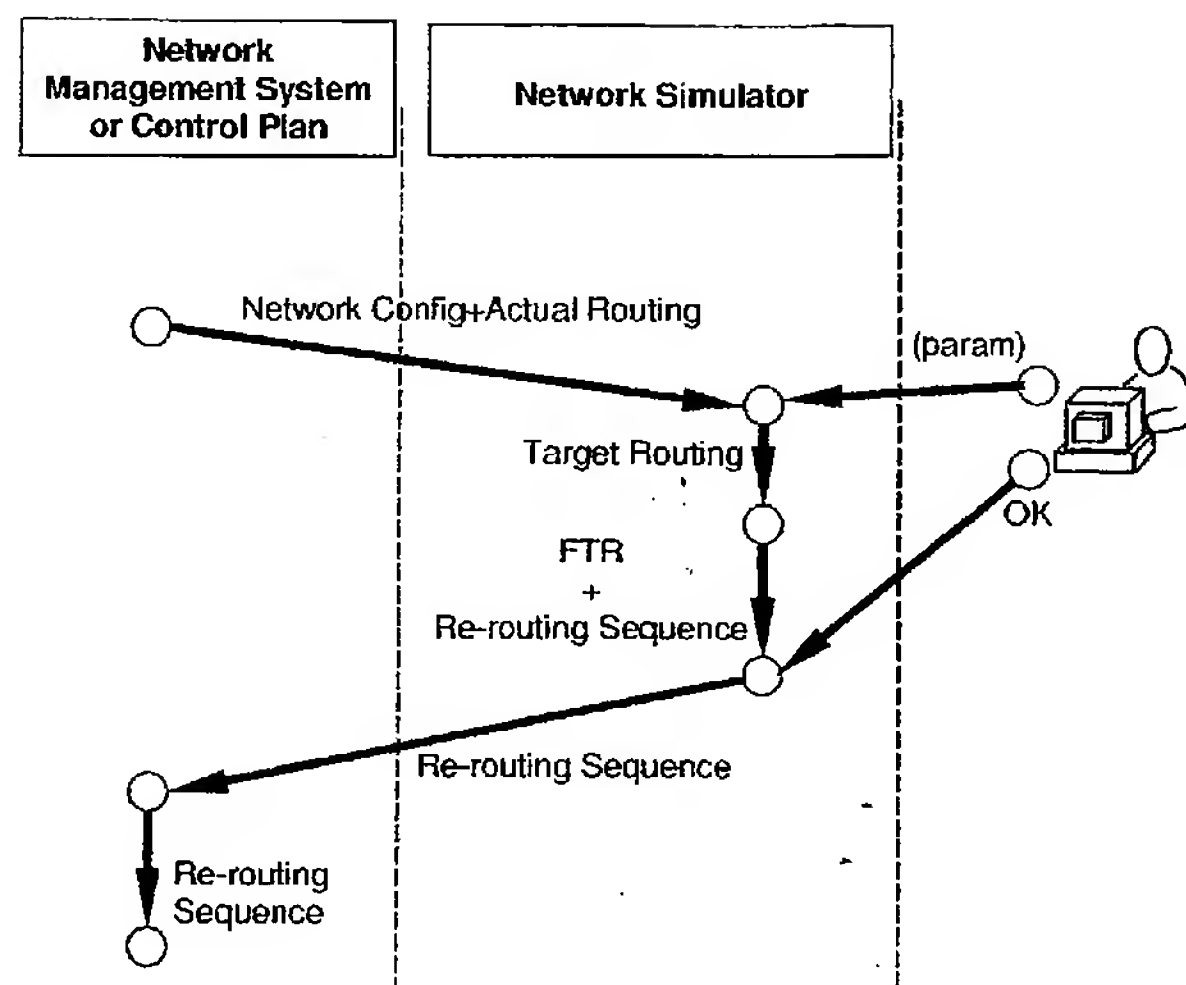 Network
Management System
or Control Plan
Network Simulator
Network Config+Actual Routing
(param)
Target Routing
OK
FTR
+
Re-routing Sequence
Re-routing Sequence
Re-routing
Sequence